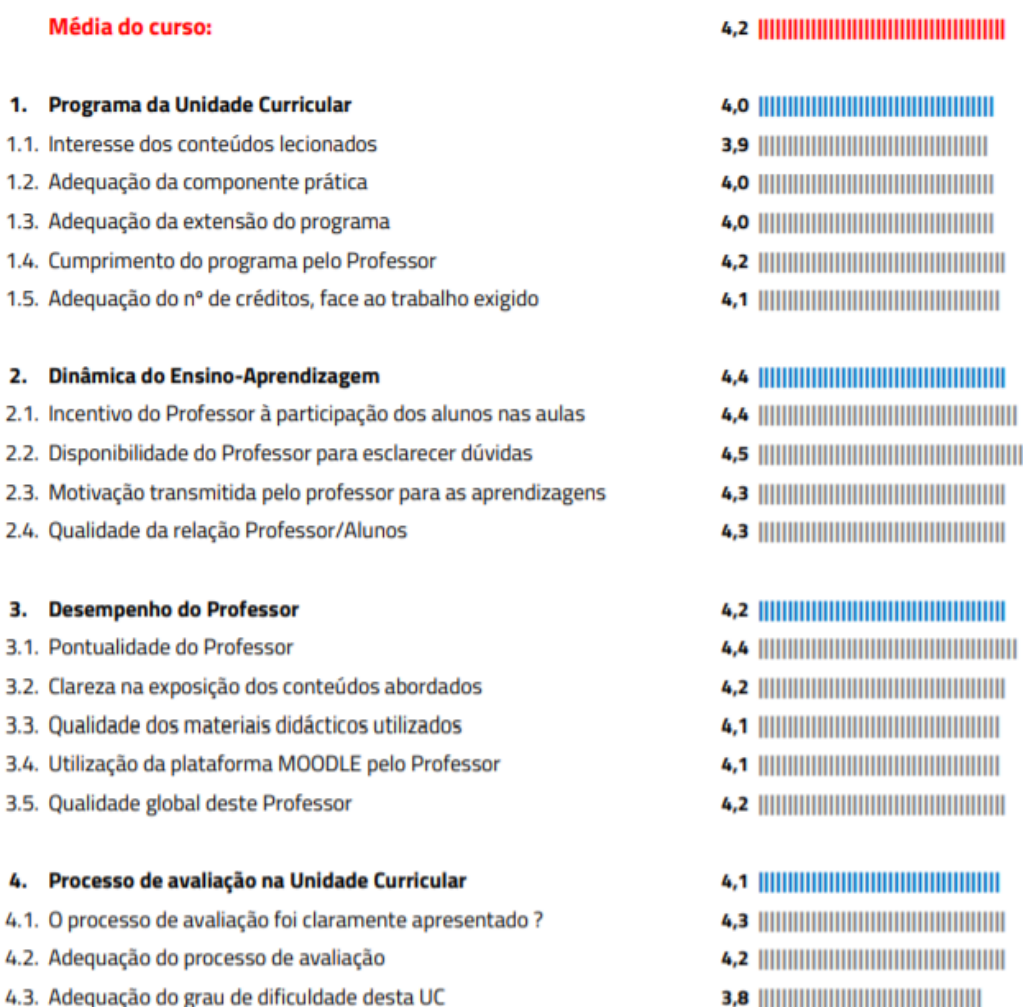 Média do curso: 4,2
1. Programa da Unidade Curricular 4,0
1.1. Interesse dos conteúdos lecionados 3,9
1.2. Adequação da componente prática 4,0
1.3. Adequação da extensão do programa 4,0
1.4. Cumprimento do programa pelo Professor 4,2
1.5. Adequação do nº de créditos, face ao trabalho exigido 4,1
2. Dinâmica do Ensino-Aprendizagem 4,4
2.1. Incentivo do Professor à participação dos alunos nas aulas 4,4
2.2. Disponibilidade do Professor para esclarecer dúvidas 4,5
2.3. Motivação transmitida pelo professor para as aprendizagens 4,3
2.4. Qualidade da relação Professor/Alunos 4,3
3. Desempenho do Professor 4,2
3.1. Pontualidade do Professor 4,4
3.2. Clareza na exposição dos conteúdos abordados 4,2
3.3. Qualidade dos materiais didácticos utilizados 4,1
3.4. Utilização da plataforma MOODLE pelo Professor 4,1
3.5. Qualidade global deste Professor 4,2
4. Processo de avaliação na Unidade Curricular 4,1
4.1. O processo de avaliação foi claramente apresentado ? 4,3
4.2. Adequação do processo de avaliação 4,2
4.3. Adequação do grau de dificuldade desta UC 3,8